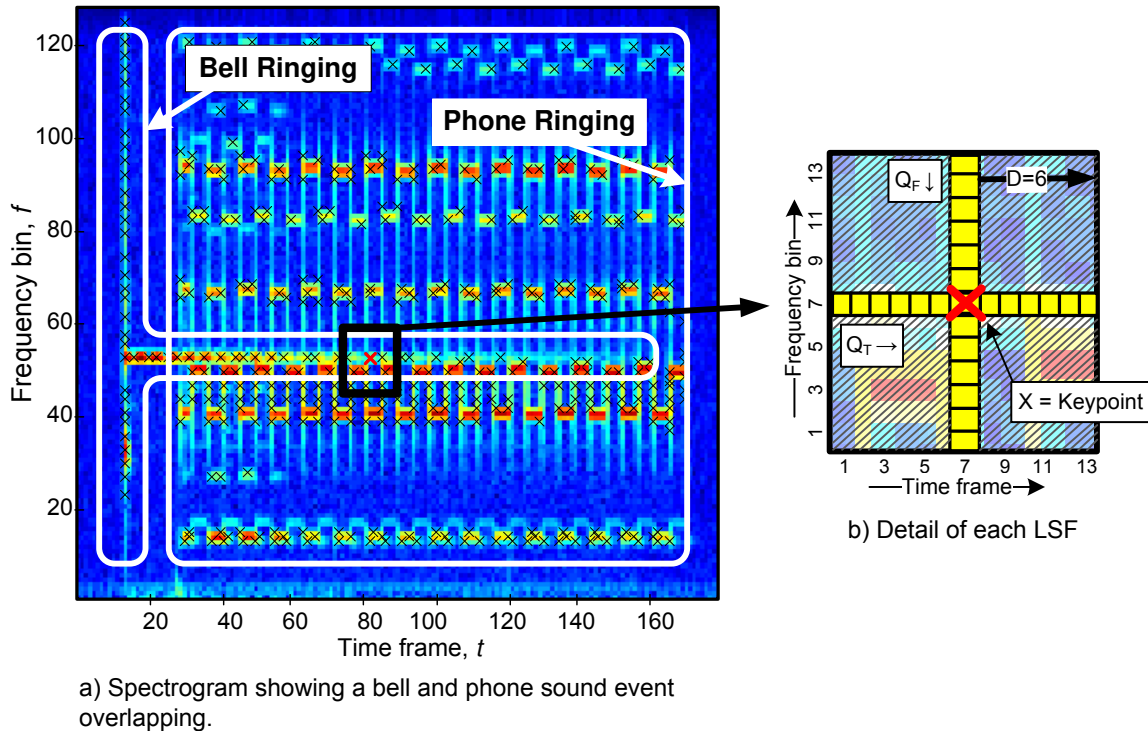 120
100
80
60
40
20
Frequency bin, f
Bell Ringing
Phone Ringing
20
40
60
80
100
120
140
160
Time frame, t
a) Spectrogram showing a bell and phone sound event
overlapping.
13
11
9
7
5
3
1
Frequency bin
Q_F ↓
D=6
Q_T →
X = Keypoint
1
3
5
7
9
11
13
Time frame
b) Detail of each LSF